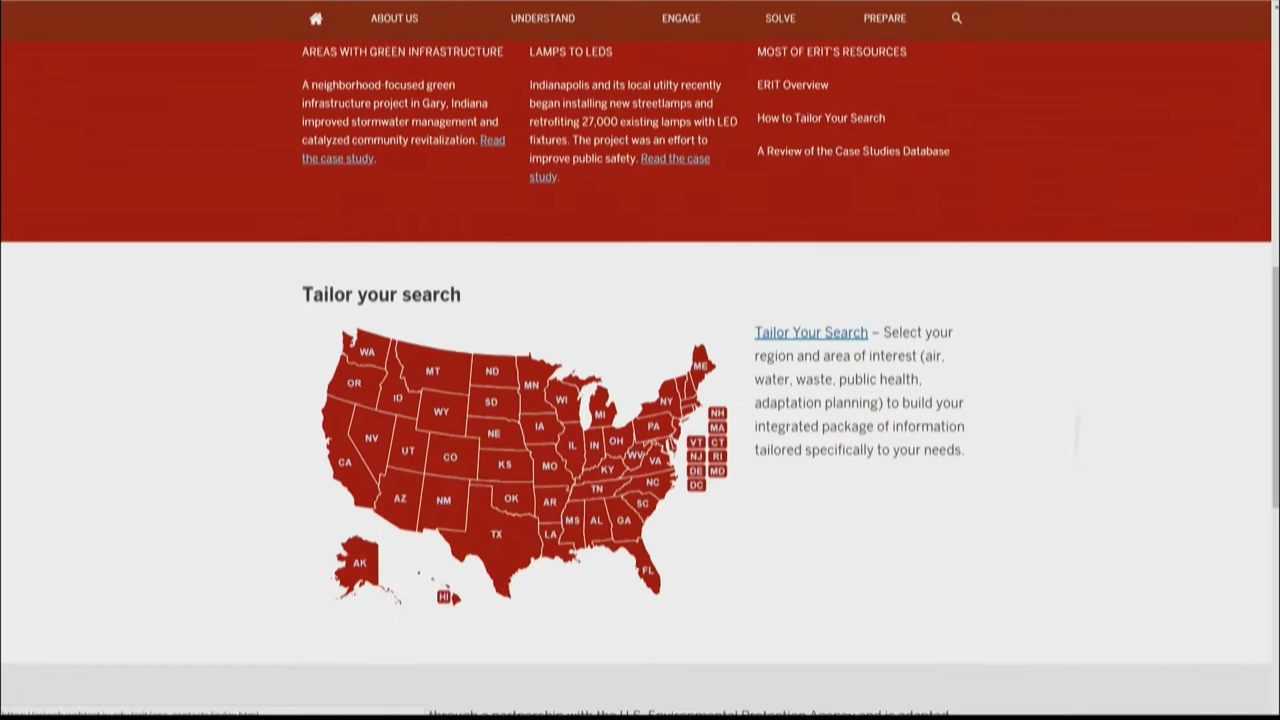 ABOUT US
UNDERSTAND
ENGAGE
SOLVE
PREPARE
AREAS WITH GREEN INFRASTRUCTURE
A neighborhood-focused green
infrastructure project in Gary, Indiana
improved stormwater management and
catalyzed community revitalization. Read
the case study.
LAMPS TO LEDS
Indianapolis and its local utilty recently
began installing new streetlamps and
retrofiting 27,000 existing lamps with LED
fixtures. The project was an effort to
improve public safety. Read the case
study.
MOST OF ERIT'S RESOURCES
ERIT Overview
How to Tailor Your Search
A Review of the Case Studies Database
Tailor your search
WA
OR
CA
ID
NV
MT
WY
UT
AZ
CO
NM
ND
SD
NE
KS
OK
TX
MN
IA
MO
AR
LA
WI
IL
MI
IN
OH
KY
TN
MS
AL
GA
FL
SC
NC
VA
WV
PA
NY
ME
NH
MA
VT CT
NJ RI
DE MD
DC
AK
HI
Tailor Your Search – Select your
region and area of interest (air,
water, waste, public health,
adaptation planning) to build your
integrated package of information
tailored specifically to your needs.
through a partnership with the U.S. Environmental Protection Agency and is adapted